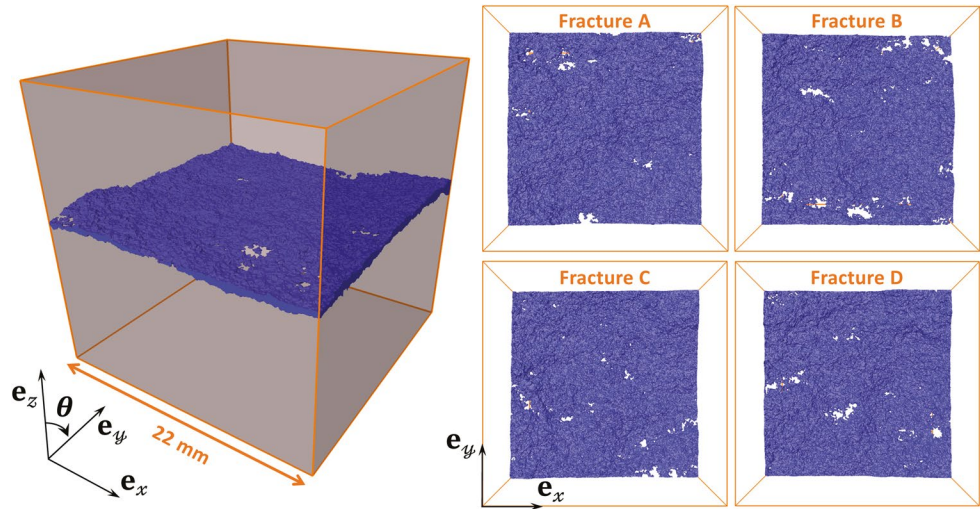 Fracture A
Fracture B
Fracture C
Fracture D
e_z
θ
e_y
e_x
22 mm
e_y
e_x